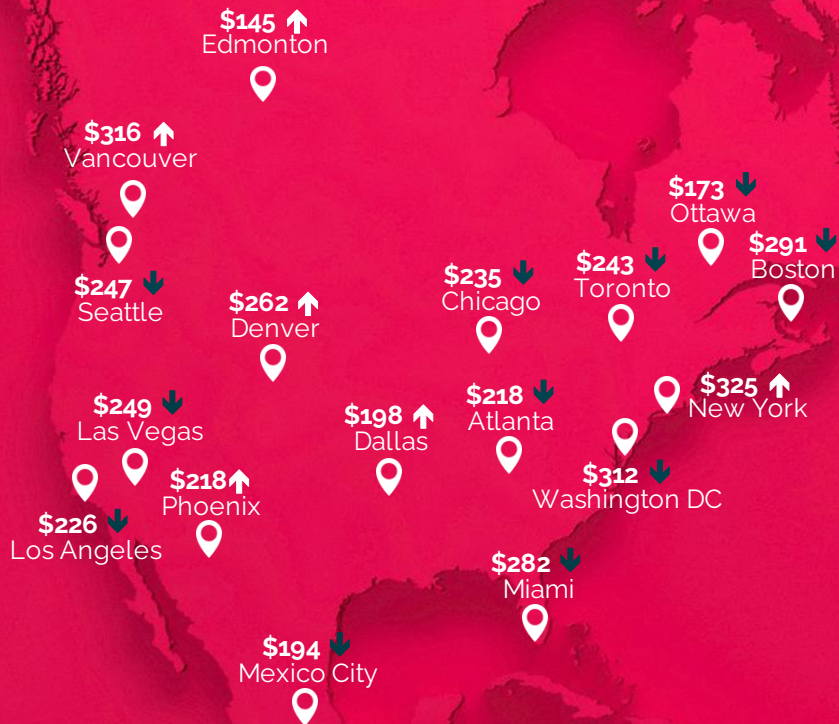 $145
Edmonton
$316
Vancouver
$173
Ottawa
$291
Boston
$247
Seattle
$262
Denver
$235
Chicago
$243
Toronto
$249
Las Vegas
$198
Dallas
$218
Atlanta
$325
New York
$218
Phoenix
$312
Washington DC
$226
Los Angeles
$282
Miami
$194
Mexico City